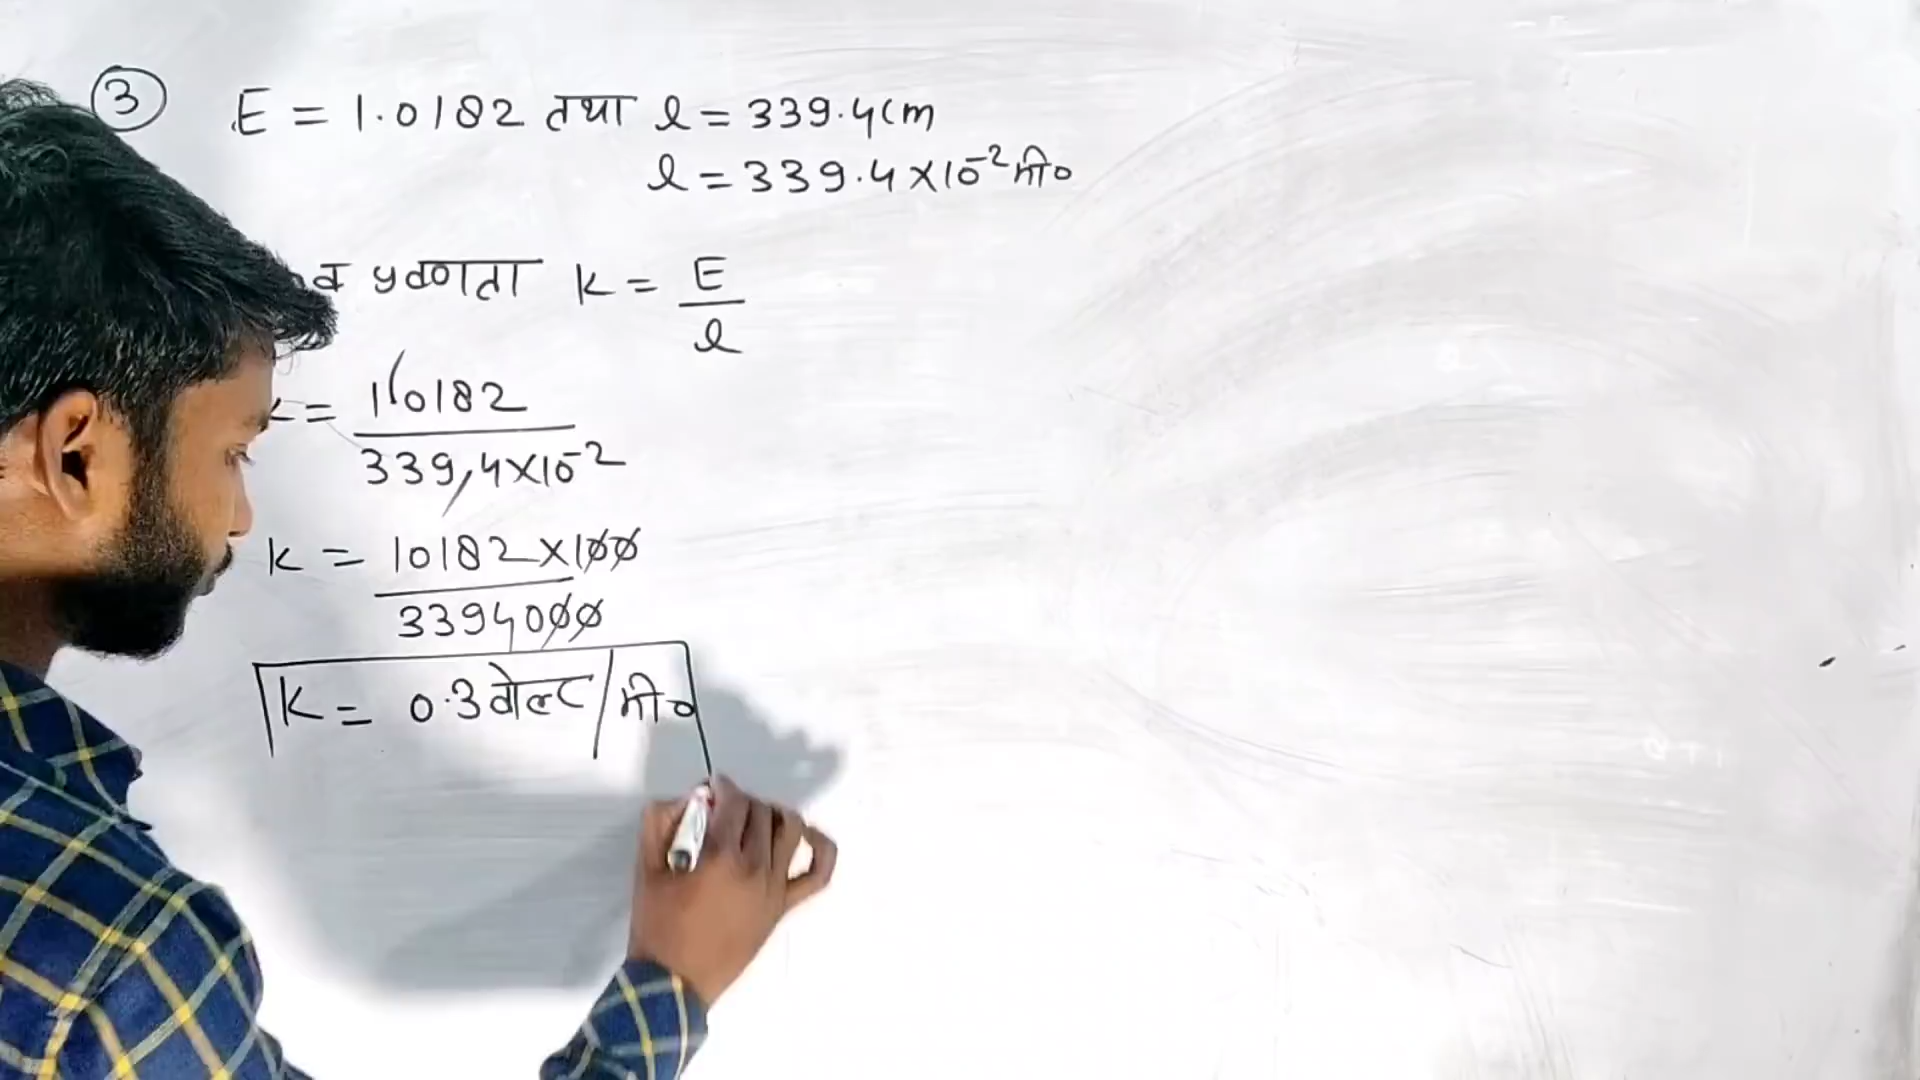 3 E = 1.0182 तथा l = 339.4cm
l = 339.4×10⁻² मी०
व प्रवणता k = E/l
= 1.0182 / 339.4×10⁻²
k = 10182×100 / 3394000
K = 0.3 वोल्ट/मी०